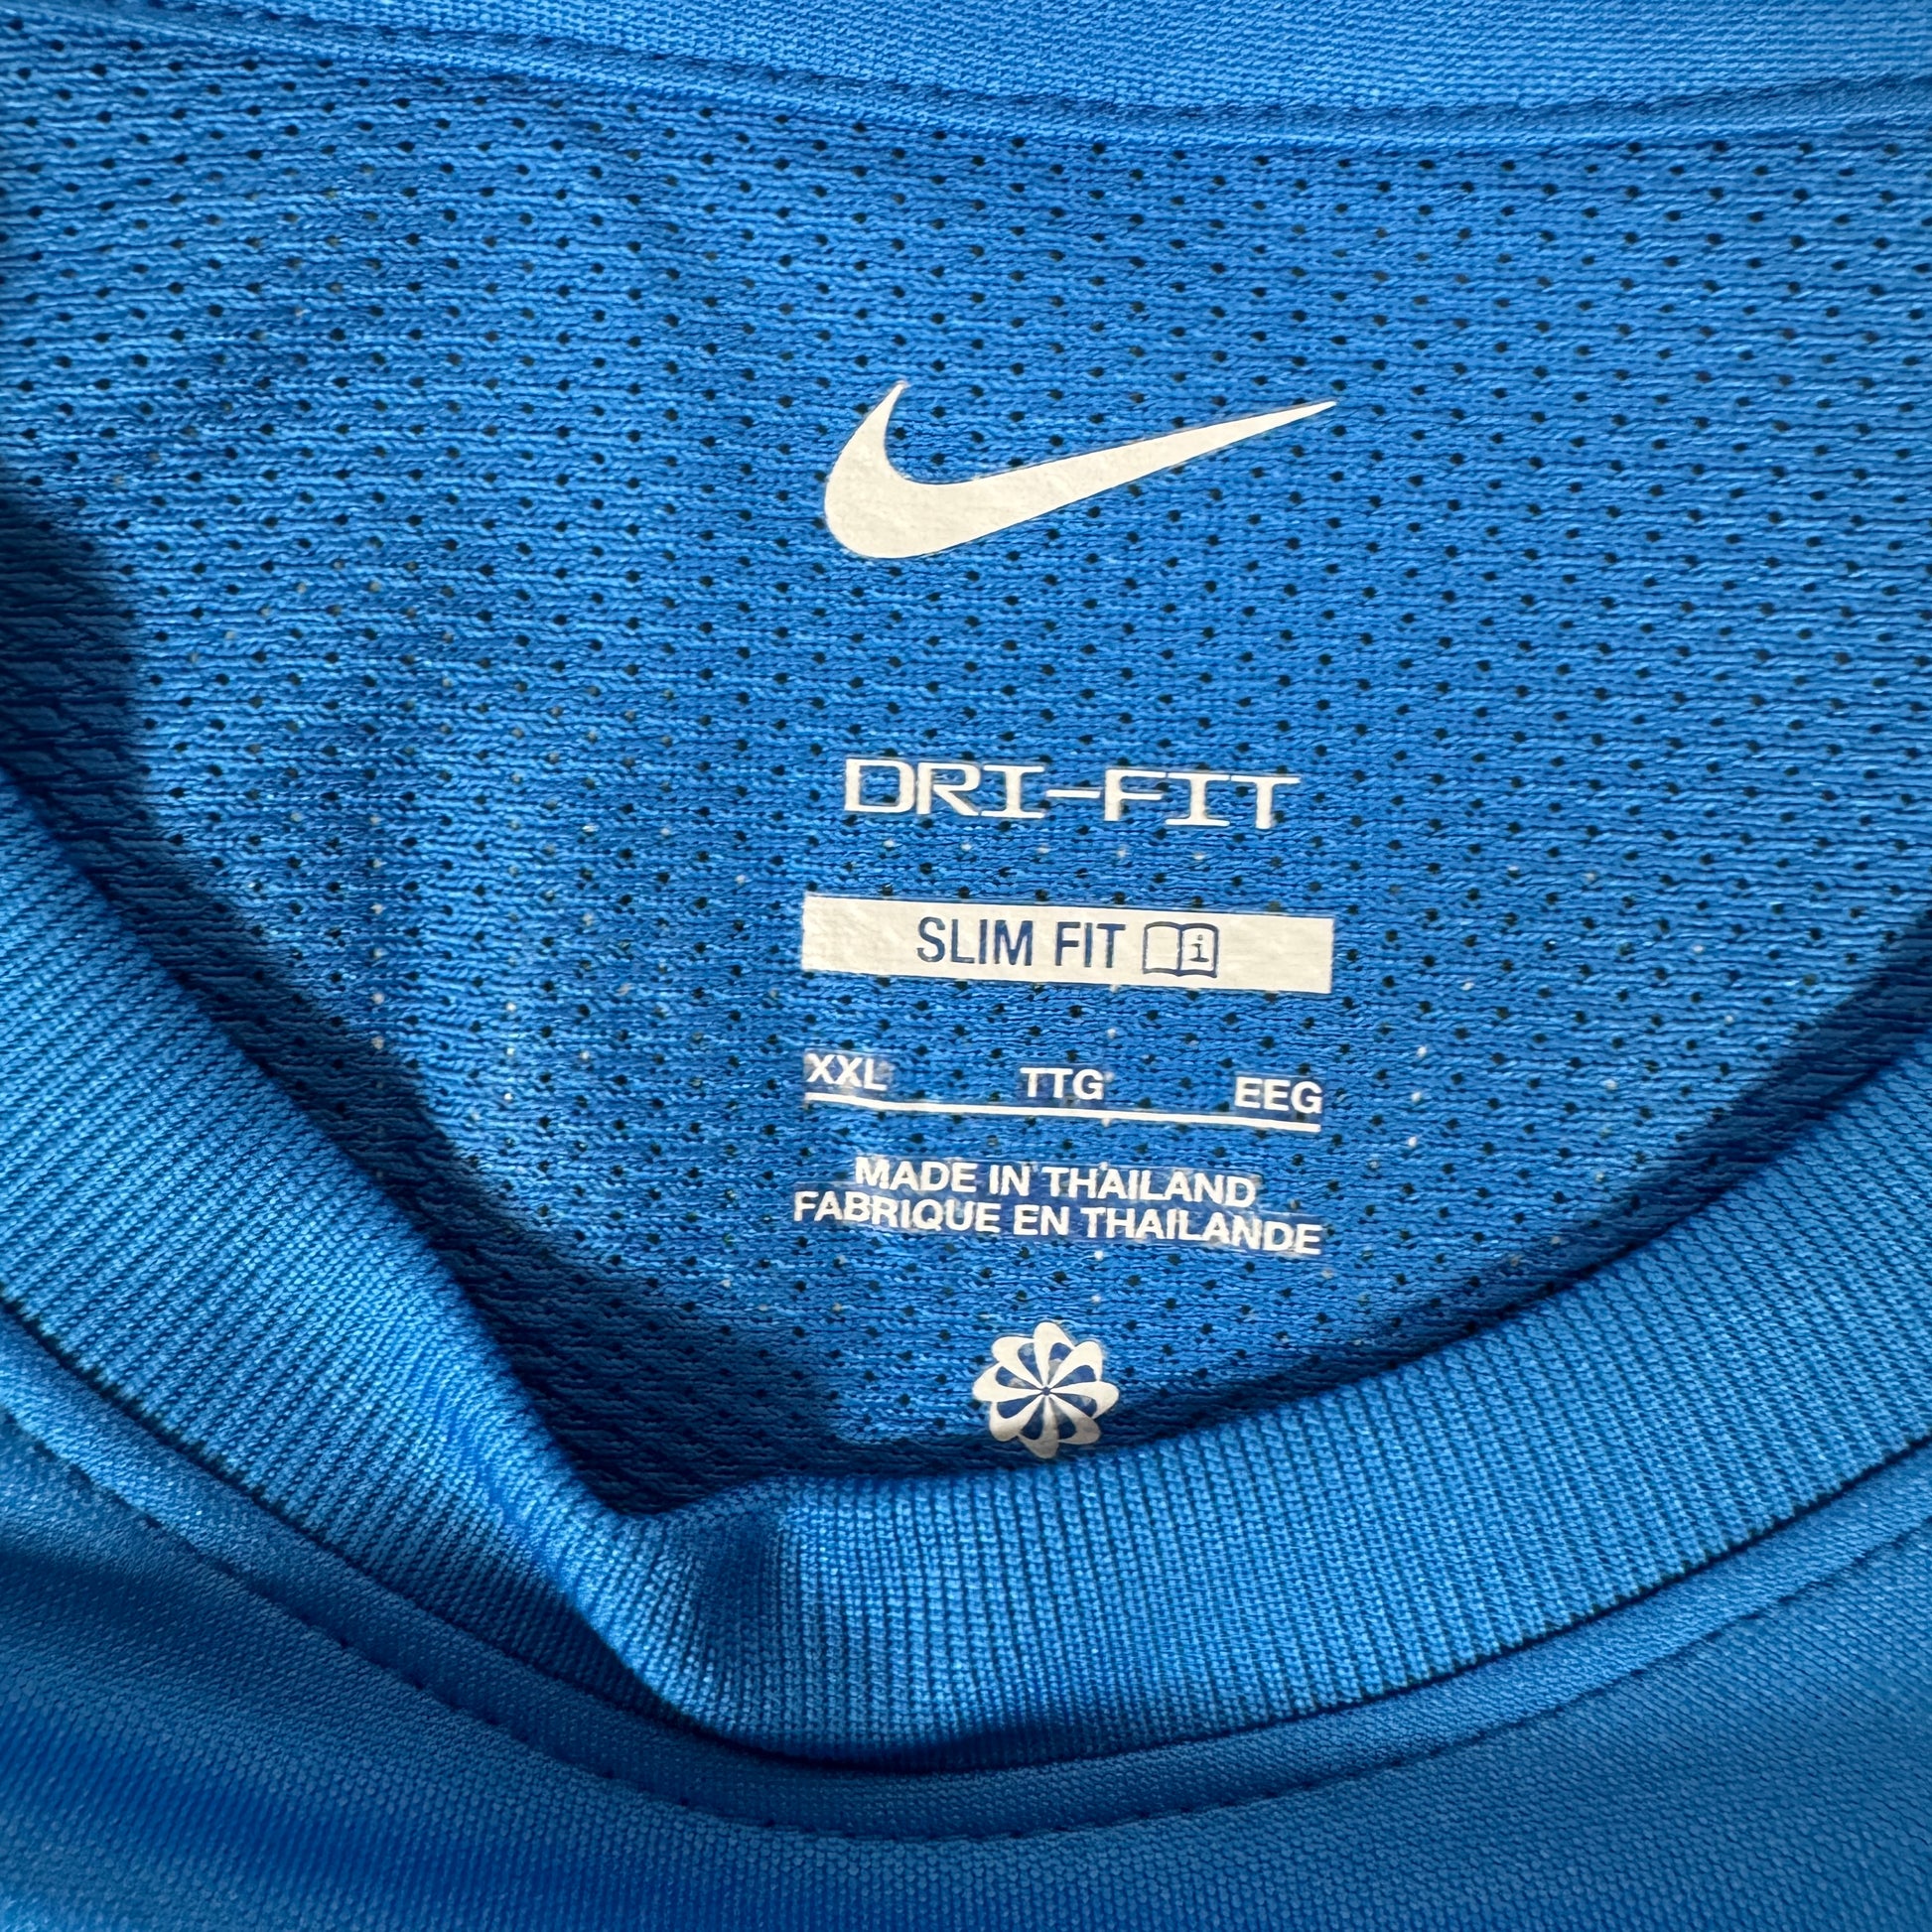 DRI-FIT
SLIM FIT i
XXL TTG EEG
MADE IN THAILAND
FABRIQUE EN THAILANDE